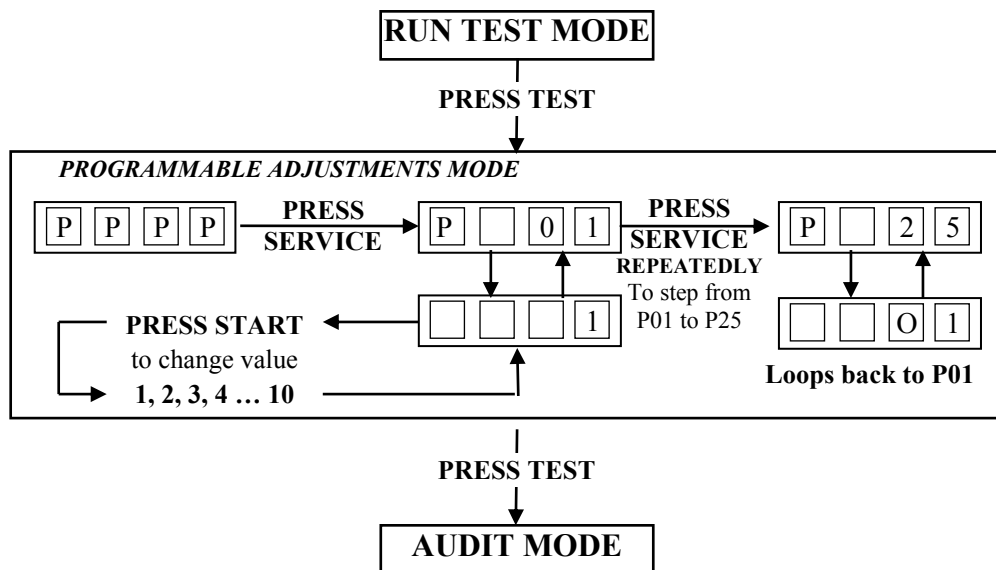 RUN TEST MODE
PRESS TEST
PROGRAMMABLE ADJUSTMENTS MODE
P P P P
PRESS
SERVICE
P 0 1
1
PRESS START
to change value
1, 2, 3, 4 … 10
PRESS
SERVICE
REPEATEDLY
To step from
P01 to P25
P 2 5
O 1
Loops back to P01
PRESS TEST
AUDIT MODE